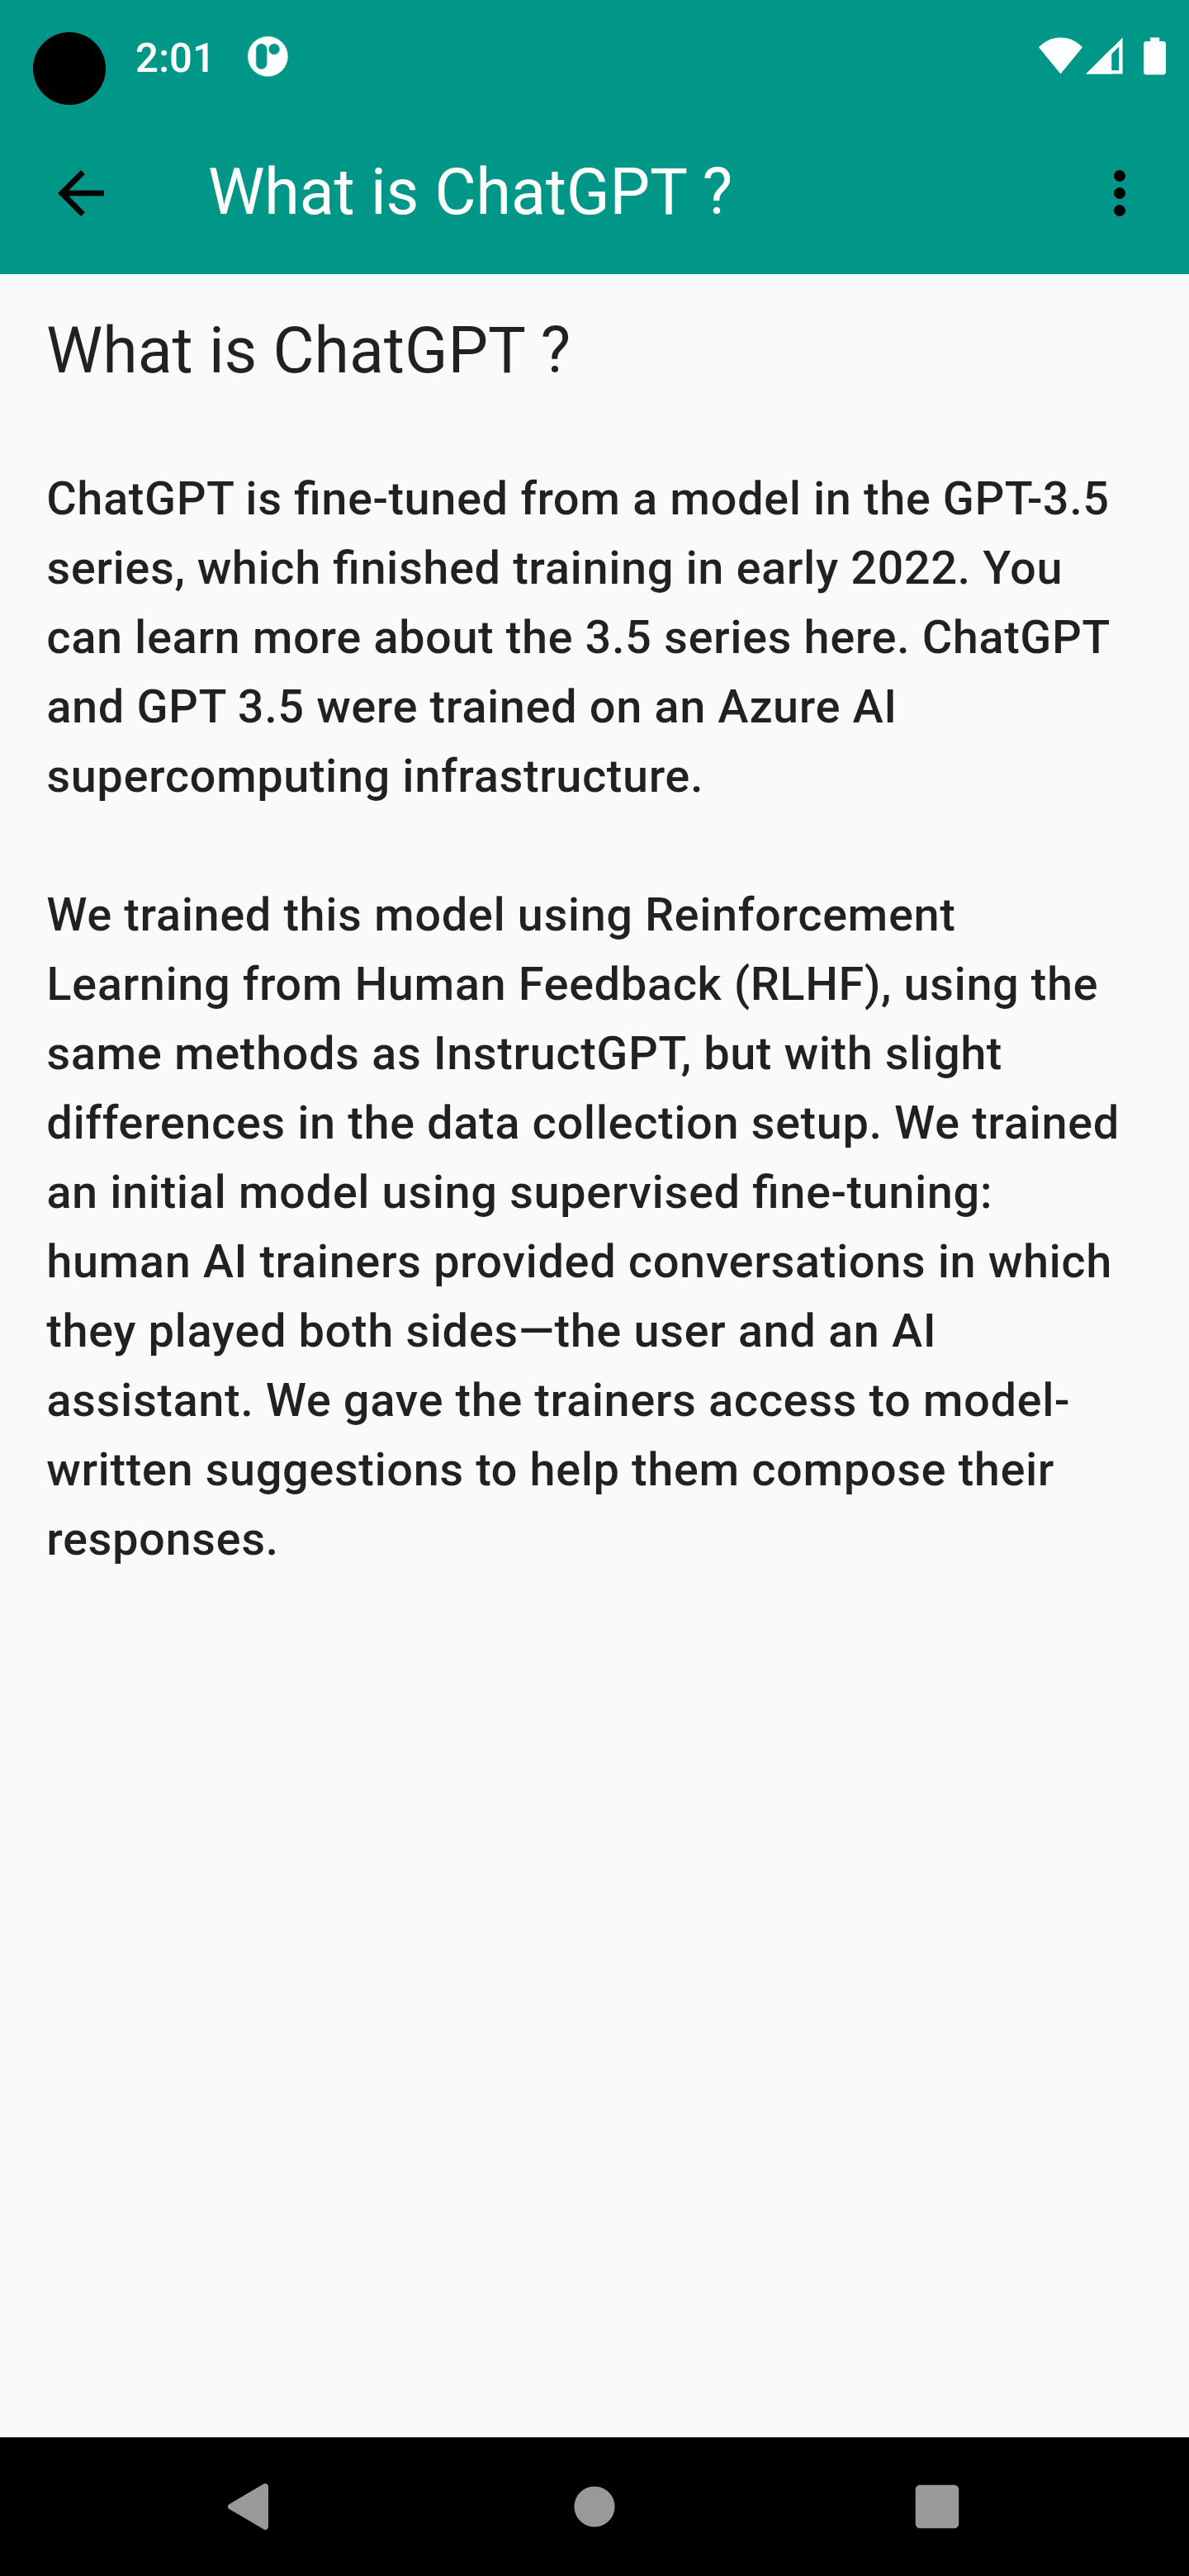 2:01
What is ChatGPT ?
What is ChatGPT ?
ChatGPT is fine-tuned from a model in the GPT-3.5
series, which finished training in early 2022. You
can learn more about the 3.5 series here. ChatGPT
and GPT 3.5 were trained on an Azure AI
supercomputing infrastructure.
We trained this model using Reinforcement
Learning from Human Feedback (RLHF), using the
same methods as InstructGPT, but with slight
differences in the data collection setup. We trained
an initial model using supervised fine-tuning:
human AI trainers provided conversations in which
they played both sides—the user and an AI
assistant. We gave the trainers access to model-
written suggestions to help them compose their
responses.